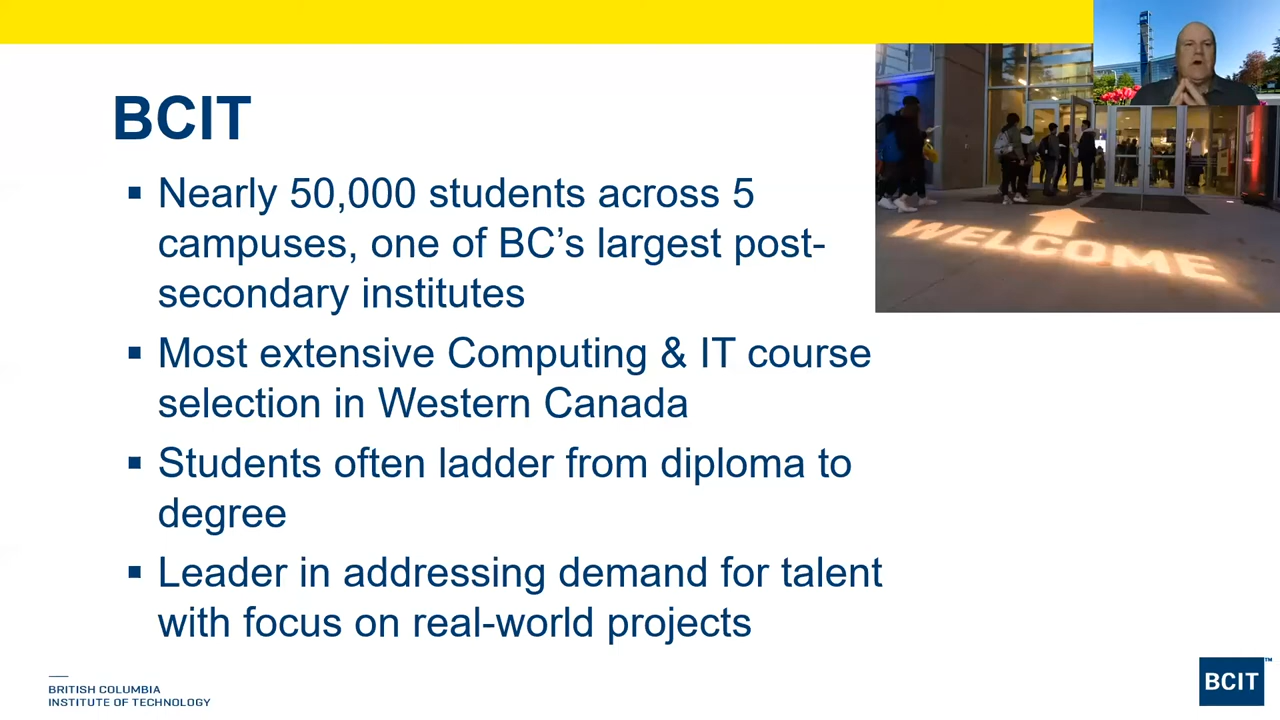 BCIT
▪ Nearly 50,000 students across 5
campuses, one of BC’s largest post-
secondary institutes
▪ Most extensive Computing & IT course
selection in Western Canada
▪ Students often ladder from diploma to
degree
▪ Leader in addressing demand for talent
with focus on real-world projects
WELCOME
BRITISH COLUMBIA
INSTITUTE OF TECHNOLOGY
BCIT™